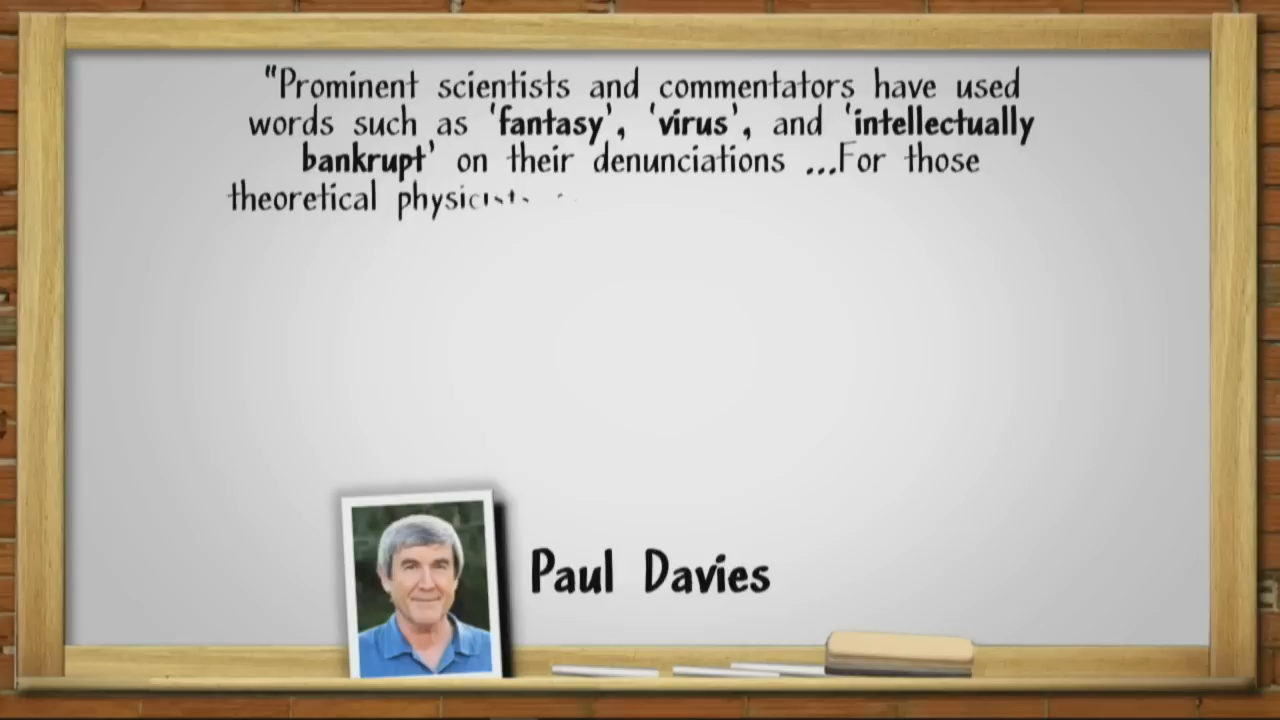 "Prominent scientists and commentators have used
words such as 'fantasy', 'virus', and 'intellectually
bankrupt' on their denunciations ...For those
theoretical
Paul Davies